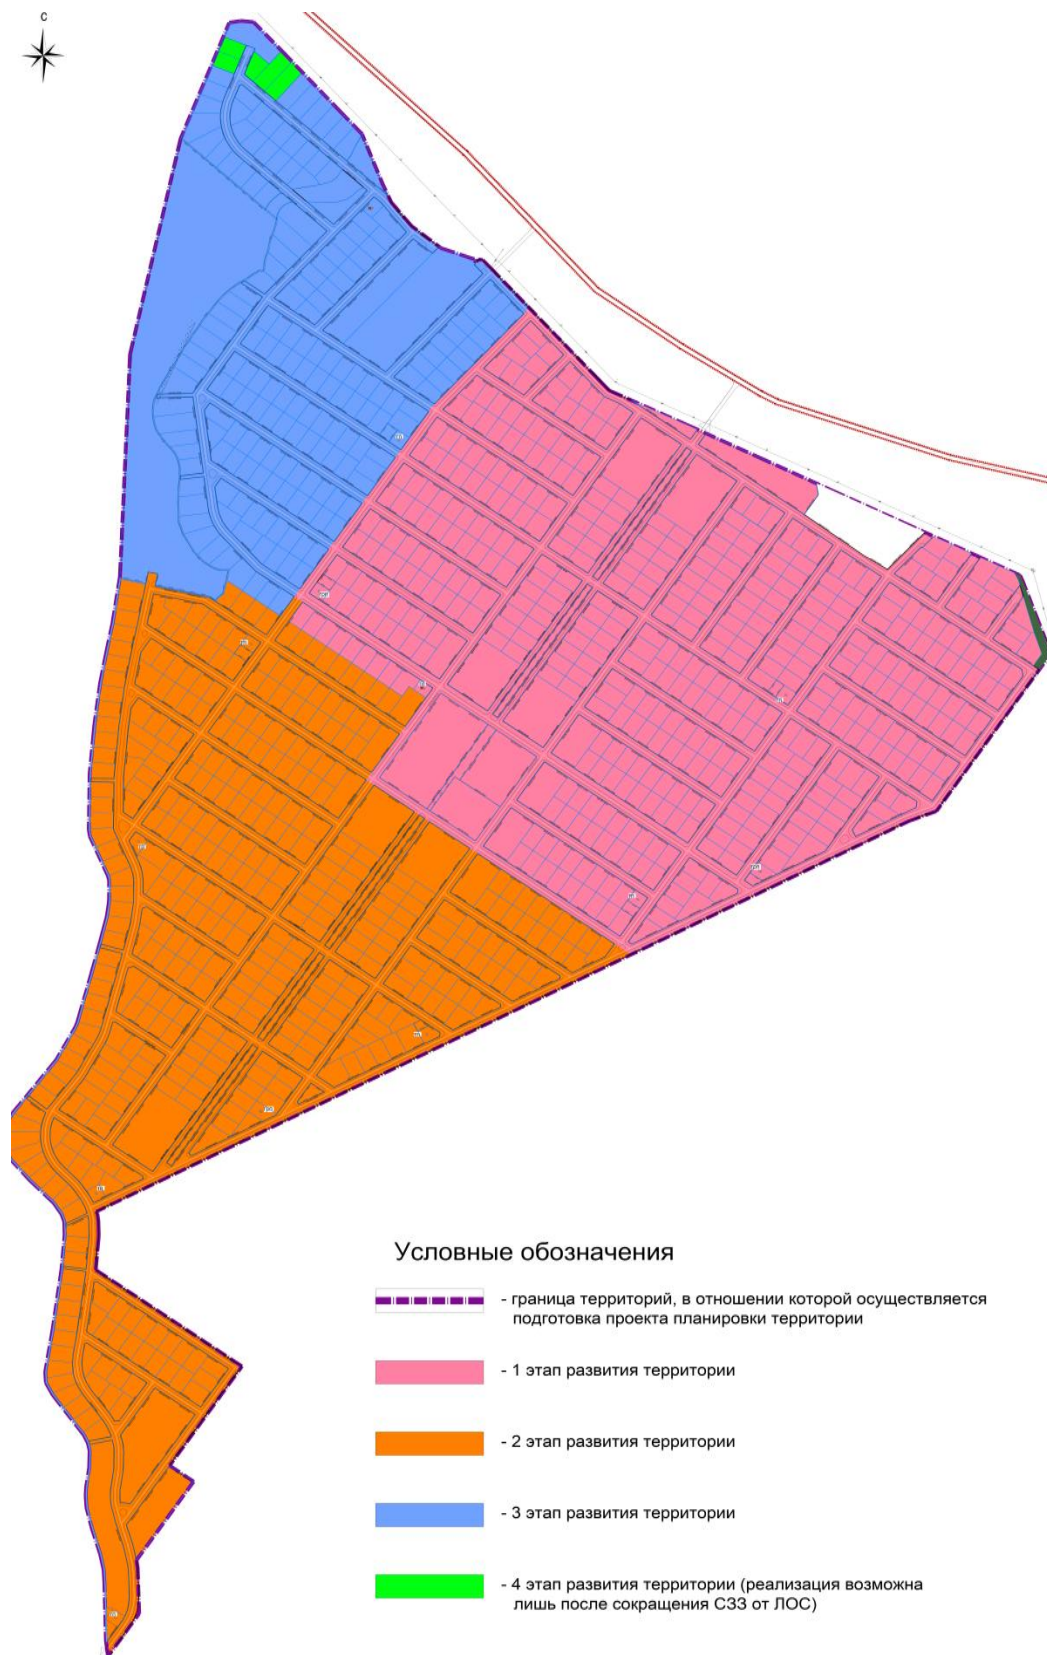 С
Условные обозначения
- граница территорий, в отношении которой осуществляется
подготовка проекта планировки территории
- 1 этап развития территории
- 2 этап развития территории
- 3 этап развития территории
- 4 этап развития территории (реализация возможна
лишь после сокращения СЗЗ от ЛОС)